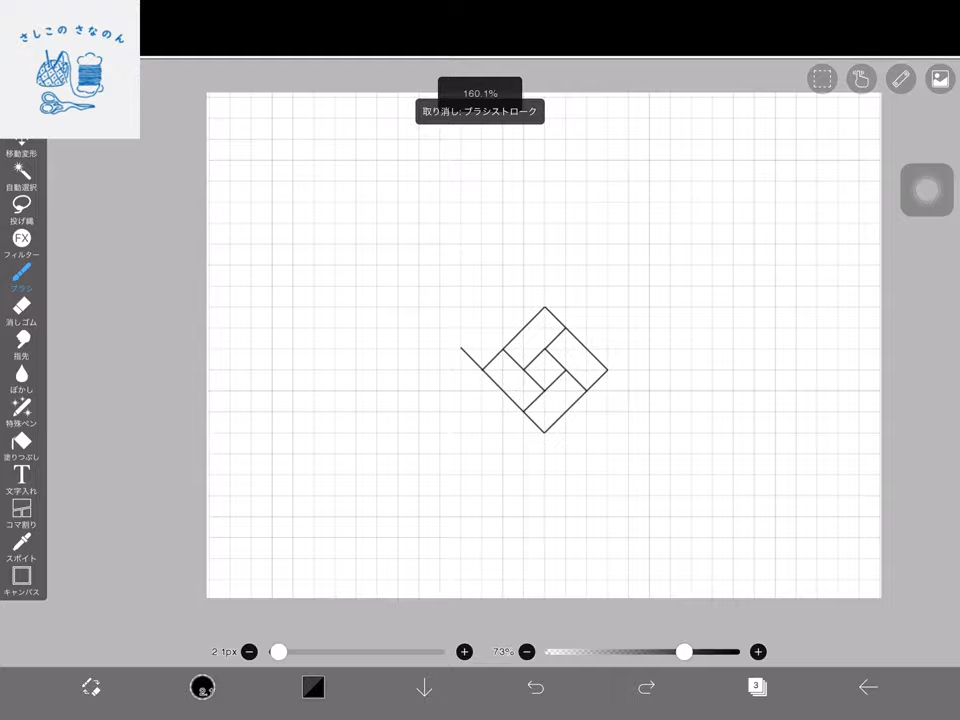 さしこの さなのん
160.1%
取り消し: ブラシストローク
移動変形
自動選択
投げ縄
FX
フィルター
ブラシ
消しゴム
指先
ぼかし
特殊ペン
塗りつぶし
T
文字入れ
コマ割り
スポイト
キャンバス
2.1px
73%
3